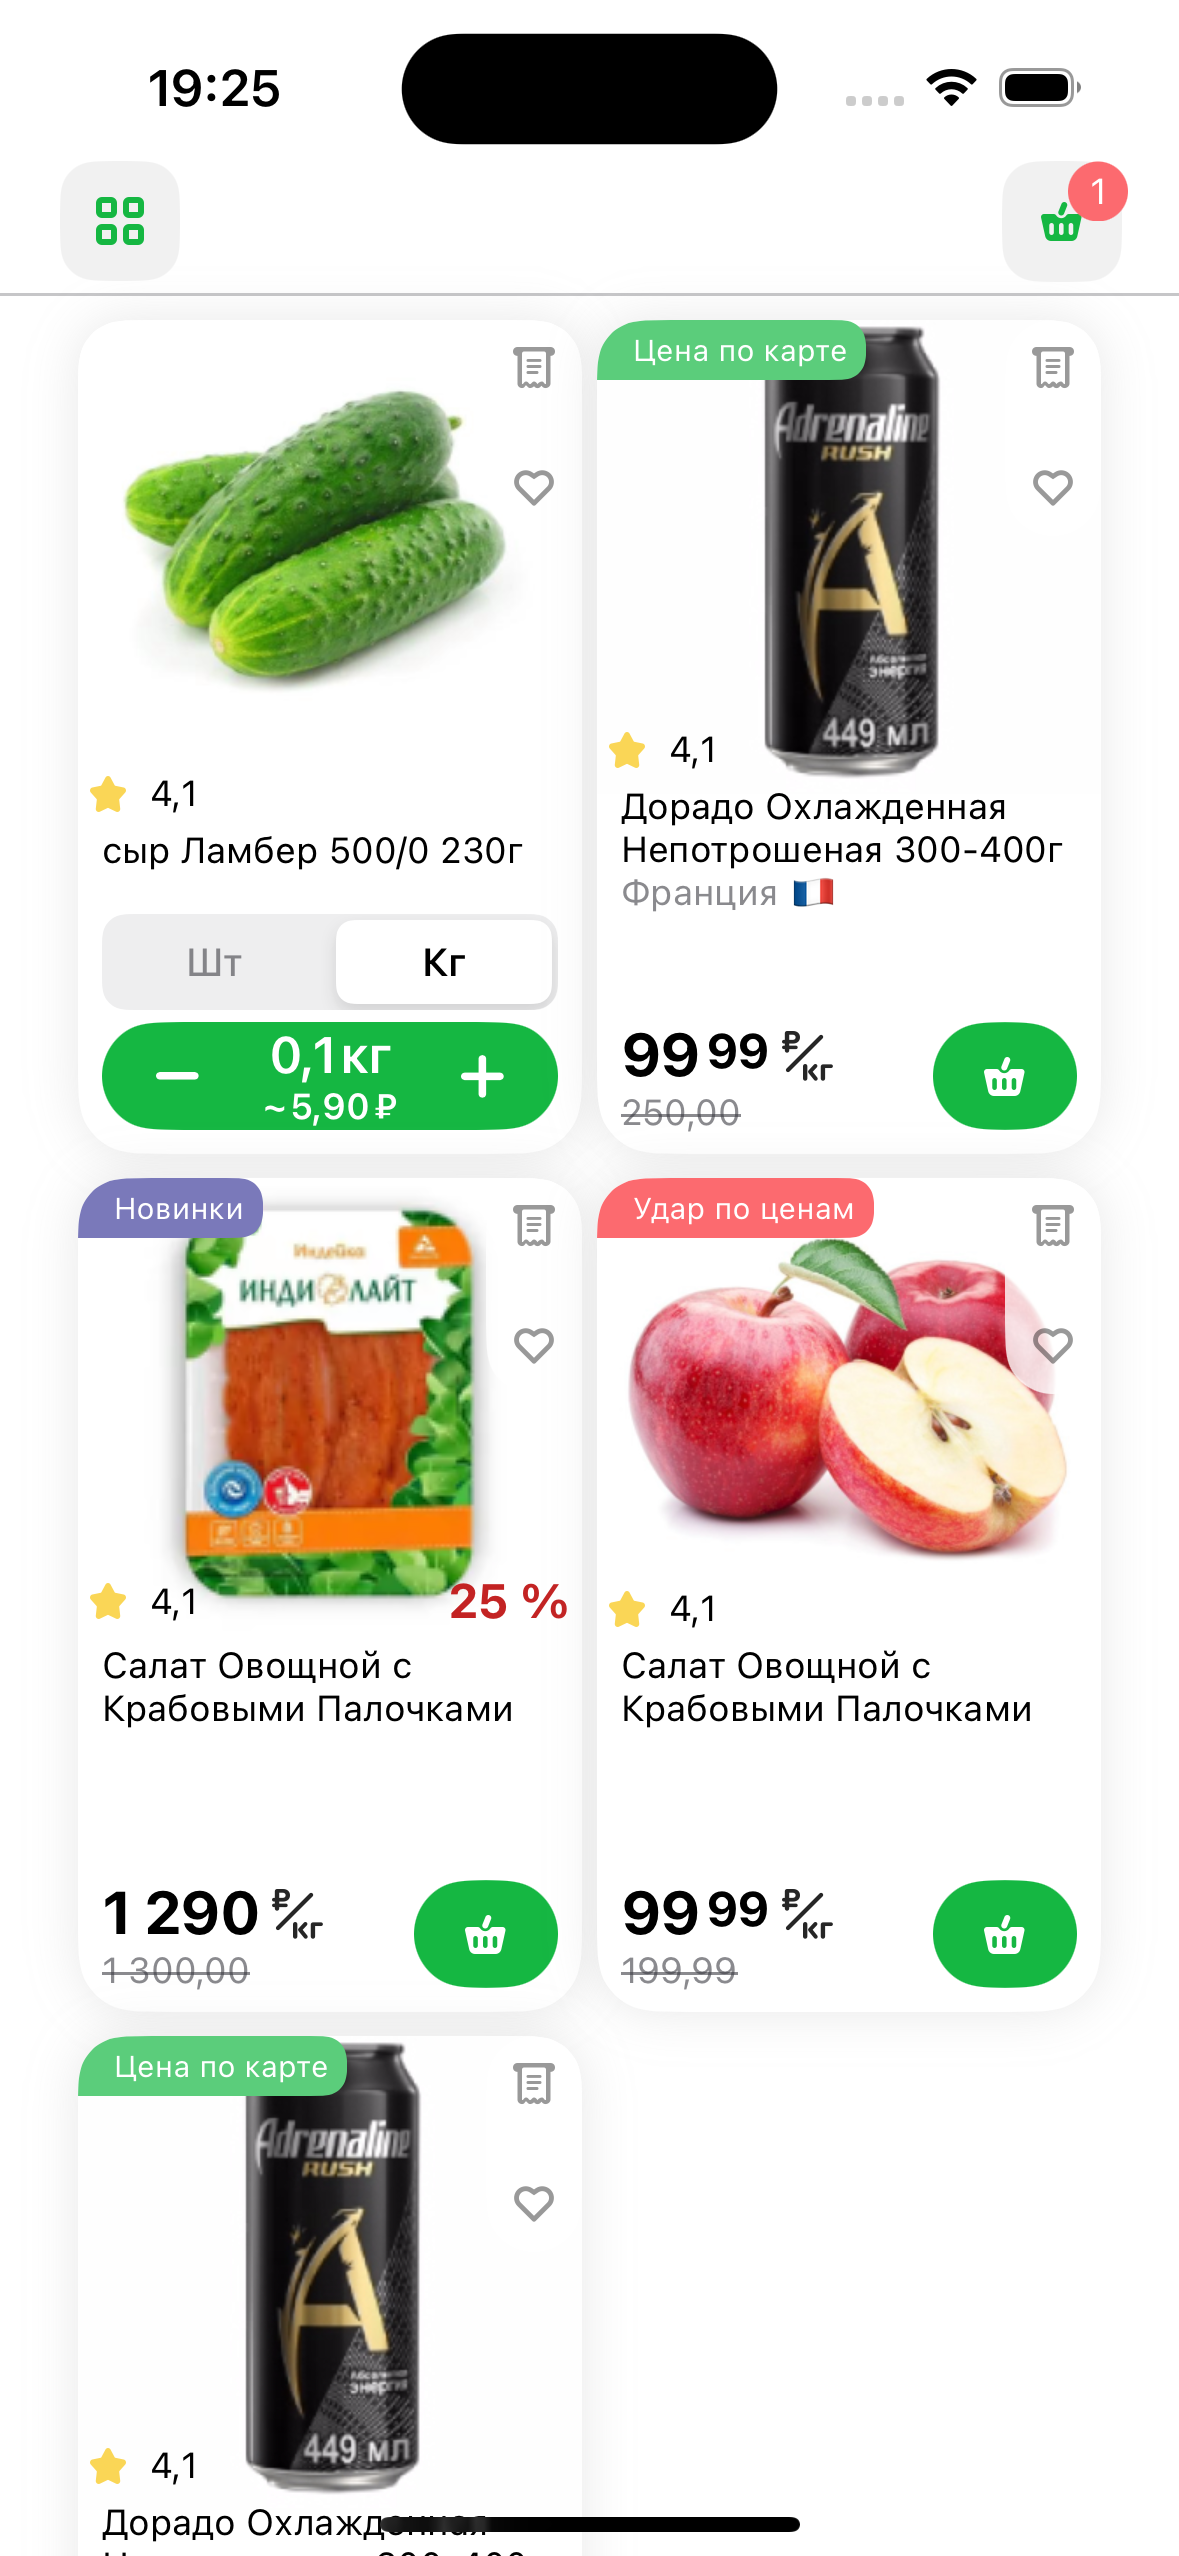 19:25
1
4,1
сыр Ламбер 500/0 230г
Шт
Кг
0,1кг
~5,90₽
Цена по карте
Adrenaline
RUSH
энергия
449 мл
4,1
Дорадо Охлажденная
Непотрошеная 300-400г
Франция 🇫🇷
99 99 ₽/кг
250,00
Новинки
Индейка
ИНДИЛАЙТ
4,1
25 %
Салат Овощной с
Крабовыми Палочками
1 290 ₽/кг
1 300,00
Удар по ценам
4,1
Салат Овощной с
Крабовыми Палочками
99 99 ₽/кг
199,99
Цена по карте
Adrenaline
RUSH
энергия
449 мл
4,1
Дорадо Охлажденная